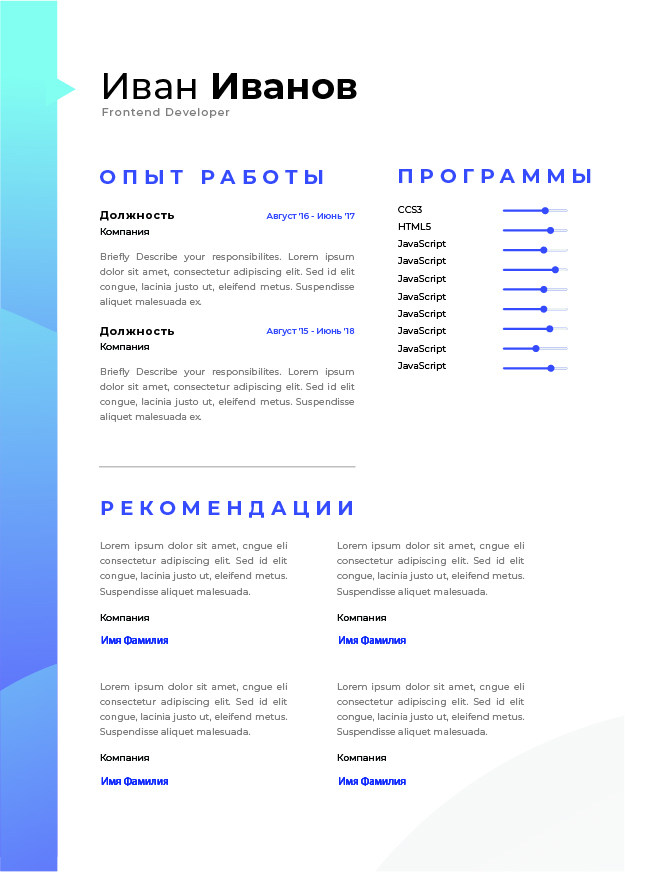 Иван Иванов
Frontend Developer
ОПЫТ РАБОТЫ
Должность Август '16 - Июнь '17
Компания
Briefly Describe your responsibilites. Lorem ipsum
dolor sit amet, consectetur adipiscing elit. Sed id elit
congue, lacinia justo ut, eleifend metus. Suspendisse
aliquet malesuada ex.
Должность Август '15 - Июнь '18
Компания
Briefly Describe your responsibilites. Lorem ipsum
dolor sit amet, consectetur adipiscing elit. Sed id elit
congue, lacinia justo ut, eleifend metus. Suspendisse
aliquet malesuada ex.
ПРОГРАММЫ
CCS3
HTML5
JavaScript
JavaScript
JavaScript
JavaScript
JavaScript
JavaScript
JavaScript
JavaScript
РЕКОМЕНДАЦИИ
Lorem ipsum dolor sit amet, cngue eli
consectetur adipiscing elit. Sed id elit
congue, lacinia justo ut, eleifend metus.
Suspendisse aliquet malesuada.
Компания
Имя Фамилия
Lorem ipsum dolor sit amet, cngue eli
consectetur adipiscing elit. Sed id elit
congue, lacinia justo ut, eleifend metus.
Suspendisse aliquet malesuada.
Компания
Имя Фамилия
Lorem ipsum dolor sit amet, cngue eli
consectetur adipiscing elit. Sed id elit
congue, lacinia justo ut, eleifend metus.
Suspendisse aliquet malesuada.
Компания
Имя Фамилия
Lorem ipsum dolor sit amet, cngue eli
consectetur adipiscing elit. Sed id elit
congue, lacinia justo ut, eleifend metus.
Suspendisse aliquet malesuada.
Компания
Имя Фамилия